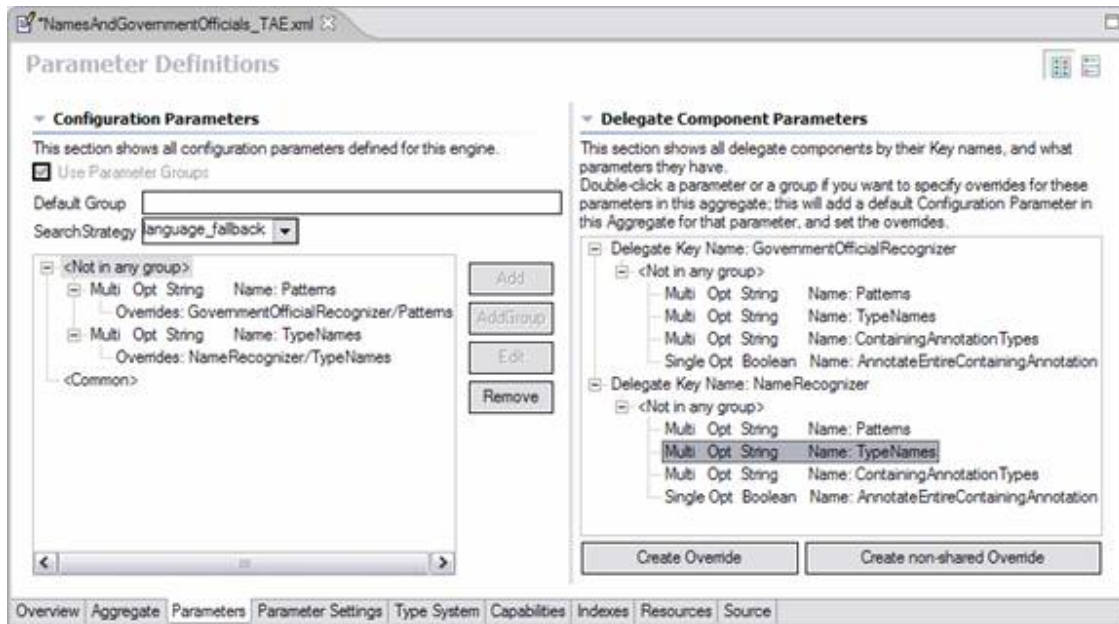 *NamesAndGovernmentOfficials_TAE.xml
Parameter Definitions
Configuration Parameters
This section shows all configuration parameters defined for this engine.
Use Parameter Groups
Default Group
SearchStrategy language_fallback
<Not in any group>
Multi Opt String Name: Patterns
Overrides: GovernmentOfficialRecognizer/Patterns
Multi Opt String Name: TypeNames
Overrides: NameRecognizer/TypeNames
<Common>
Add
AddGroup
Edit
Remove
Delegate Component Parameters
This section shows all delegate components by their Key names, and what
parameters they have.
Double-click a parameter or a group if you want to specify overrides for these
parameters in this aggregate; this will add a default Configuration Parameter in
this Aggregate for that parameter, and set the overrides.
Delegate Key Name: GovernmentOfficialRecognizer
<Not in any group>
Multi Opt String Name: Patterns
Multi Opt String Name: TypeNames
Multi Opt String Name: ContainingAnnotationTypes
Single Opt Boolean Name: AnnotateEntireContainingAnnotation
Delegate Key Name: NameRecognizer
<Not in any group>
Multi Opt String Name: Patterns
Multi Opt String Name: TypeNames
Multi Opt String Name: ContainingAnnotationTypes
Single Opt Boolean Name: AnnotateEntireContainingAnnotation
Create Override
Create non-shared Override
Overview Aggregate Parameters Parameter Settings Type System Capabilities Indexes Resources Source